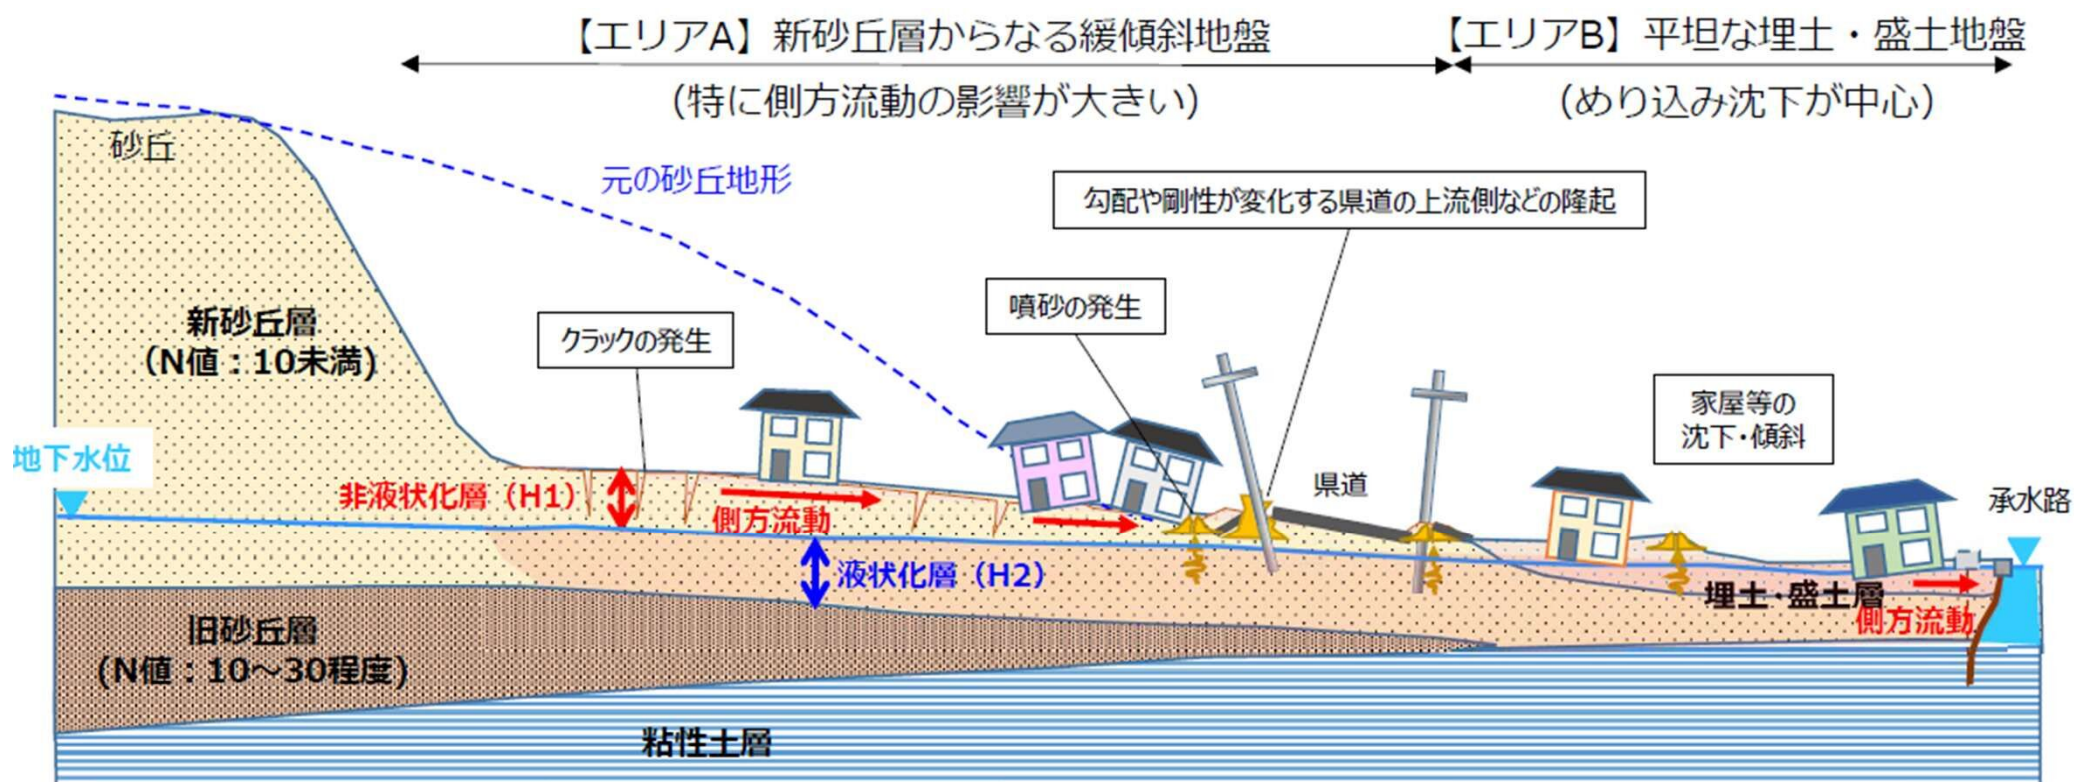 【エリアA】新砂丘層からなる緩傾斜地盤
(特に側方流動の影響が大きい)
【エリアB】平坦な埋土・盛土地盤
(めり込み沈下が中心)
砂丘
元の砂丘地形
勾配や剛性が変化する県道の上流側などの隆起
噴砂の発生
新砂丘層
(N値：10未満)
クラックの発生
家屋等の
沈下・傾斜
地下水位
非液状化層（H1）
側方流動
県道
承水路
液状化層（H2）
埋土・盛土層
側方流動
旧砂丘層
(N値：10～30程度)
粘性土層